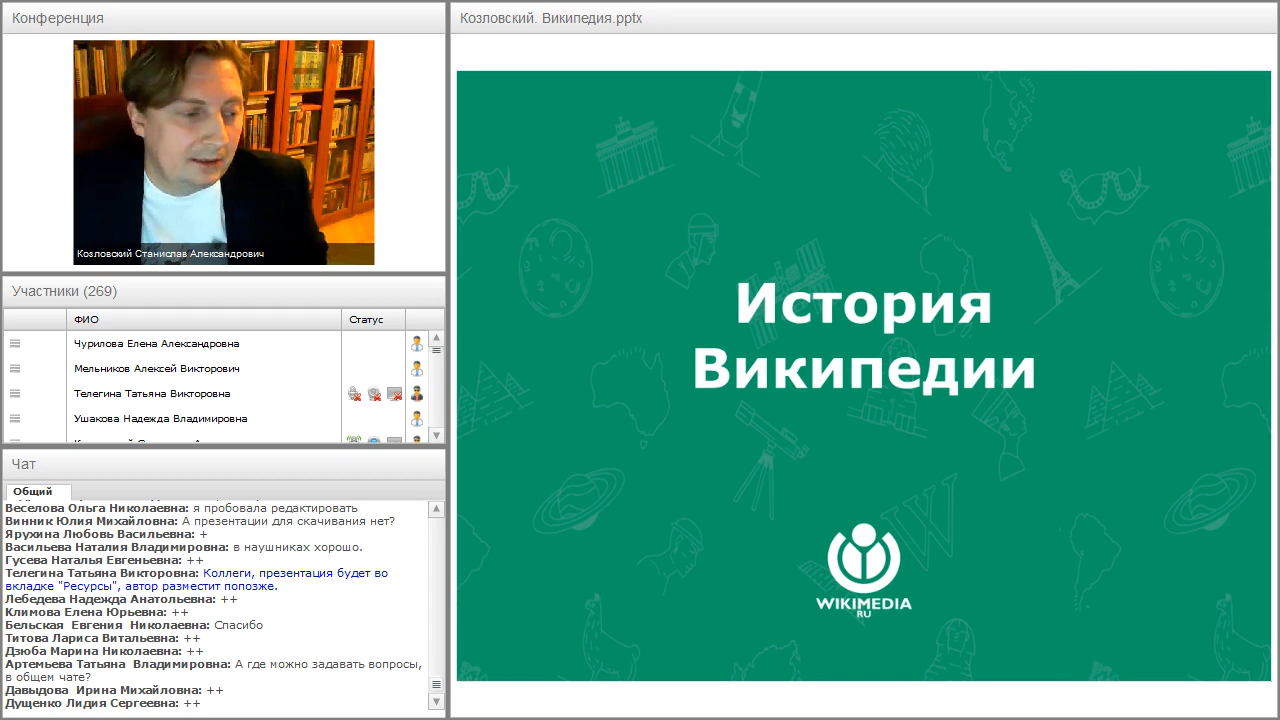 Конференция
Козловский Станислав Александрович
Участники (269)
ФИО
Статус
Чурилова Елена Александровна
Мельников Алексей Викторович
Телегина Татьяна Викторовна
Ушакова Надежда Владимировна
Чат
Общий
Веселова Ольга Николаевна: я пробовала редактировать
Винник Юлия Михайловна: А презентации для скачивания нет?
Ярухина Любовь Васильевна: +
Васильева Наталия Владимировна: в наушниках хорошо.
Гусева Наталья Евгеньевна: ++
Телегина Татьяна Викторовна: Коллеги, презентация будет во
вкладке "Ресурсы", автор разместит попозже.
Лебедева Надежда Анатольевна: ++
Климова Елена Юрьевна: ++
Бельская Евгения Николаевна: Спасибо
Титова Лариса Витальевна: ++
Дзюба Марина Николаевна: ++
Артемьева Татьяна Владимировна: А где можно задавать вопросы,
в общем чате?
Давыдова Ирина Михайловна: ++
Дущенко Лидия Сергеевна: ++
Козловский. Википедия.pptx
История
Википедии
W
WIKIMEDIA
RU